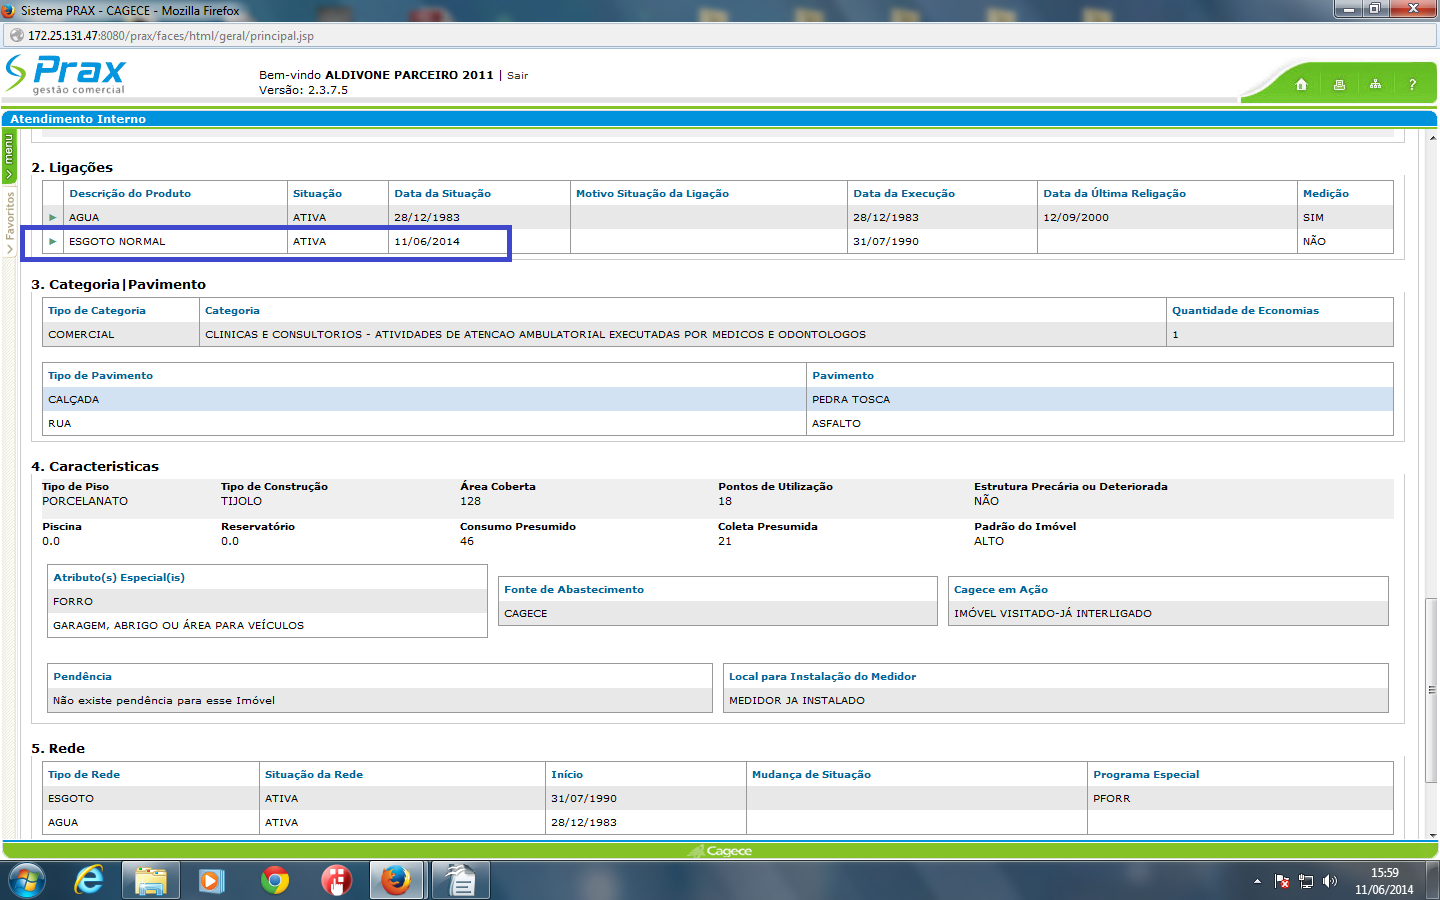 Sistema PRAX - CAGECE - Mozilla Firefox
172.25.131.47:8080/prax/faces/html/geral/principal.jsp
Prax
gestão comercial
Bem-vindo ALDIVONE PARCEIRO 2011 | Sair
Versão: 2.3.7.5
?
Atendimento Interno
menu
Favoritos
2. Ligações
Descrição do Produto Situação Data da Situação Motivo Situação da Ligação Data da Execução Data da Última Religação Medição
AGUA ATIVA 28/12/1983 28/12/1983 12/09/2000 SIM
ESGOTO NORMAL ATIVA 11/06/2014 31/07/1990 NÃO
3. Categoria|Pavimento
Tipo de Categoria Categoria Quantidade de Economias
COMERCIAL CLINICAS E CONSULTORIOS - ATIVIDADES DE ATENCAO AMBULATORIAL EXECUTADAS POR MEDICOS E ODONTOLOGOS 1
Tipo de Pavimento Pavimento
CALÇADA PEDRA TOSCA
RUA ASFALTO
4. Caracteristicas
Tipo de Piso Tipo de Construção Área Coberta Pontos de Utilização Estrutura Precária ou Deteriorada
PORCELANATO TIJOLO 128 18 NÃO
Piscina Reservatório Consumo Presumido Coleta Presumida Padrão do Imóvel
0.0 0.0 46 21 ALTO
Atributo(s) Especial(is)
FORRO
GARAGEM, ABRIGO OU ÁREA PARA VEÍCULOS
Fonte de Abastecimento
CAGECE
Cagece em Ação
IMÓVEL VISITADO-JÁ INTERLIGADO
Pendência
Não existe pendência para esse Imóvel
Local para Instalação do Medidor
MEDIDOR JA INSTALADO
5. Rede
Tipo de Rede Situação da Rede Início Mudança de Situação Programa Especial
ESGOTO ATIVA 31/07/1990 PFORR
AGUA ATIVA 28/12/1983
Cagece
15:59
11/06/2014